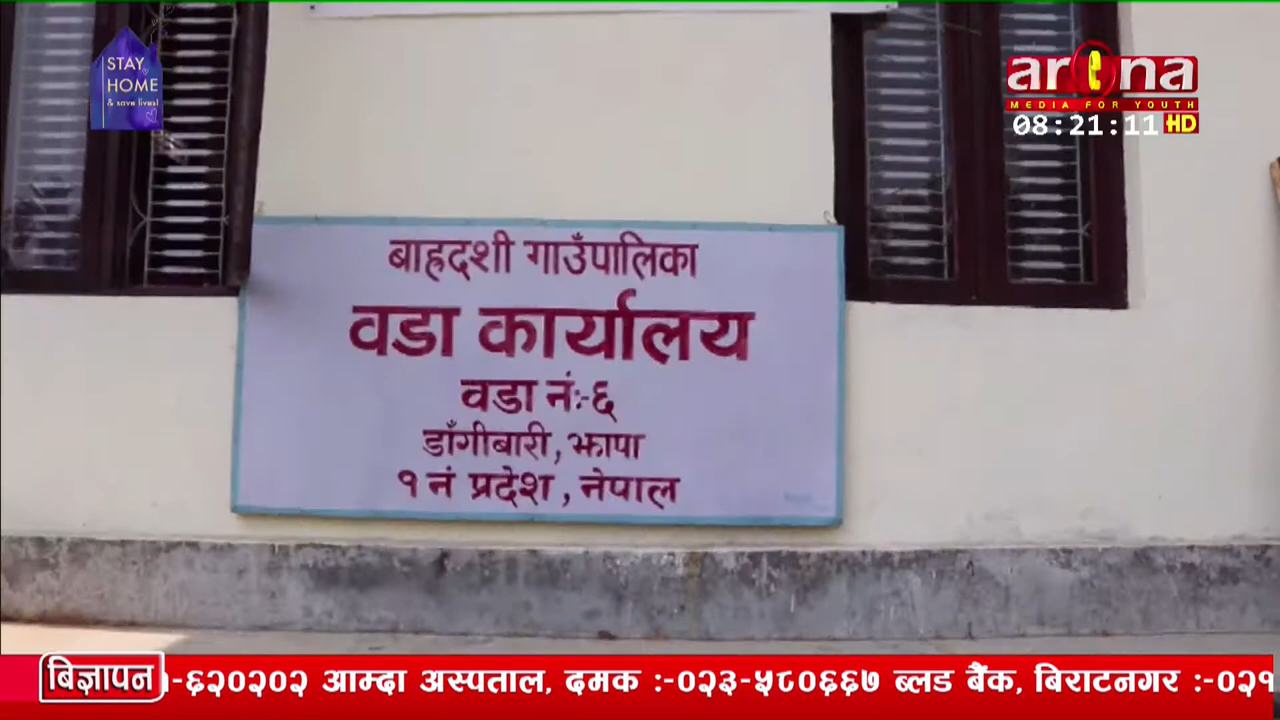 STAY
HOME
& save lives!
arena
MEDIA FOR YOUTH
08:21:11 HD
बाह्रदशी गाउँपालिका
वडा कार्यालय
वडा नंः-६
डाँगीबारी, झापा
१ नं प्रदेश, नेपाल
विज्ञापन
-६२०२०२ आम्दा अस्पताल, दमक :-०२३-५८०६६७ ब्लड बैंक, बिराटनगर :-०२१